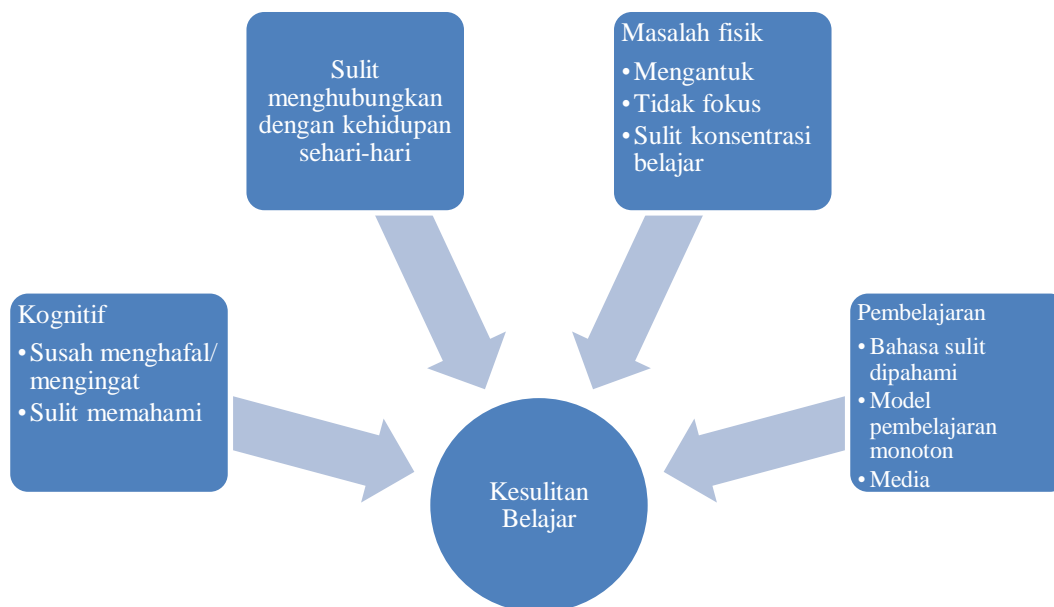 Sulit
menghubungkan
dengan kehidupan
sehari-hari
Masalah fisik
• Mengantuk
• Tidak fokus
• Sulit konsentrasi
belajar
Kognitif
• Susah menghafal/
mengingat
• Sulit memahami
Pembelajaran
• Bahasa sulit
dipahami
• Model
pembelajaran
monoton
• Media
Kesulitan
Belajar